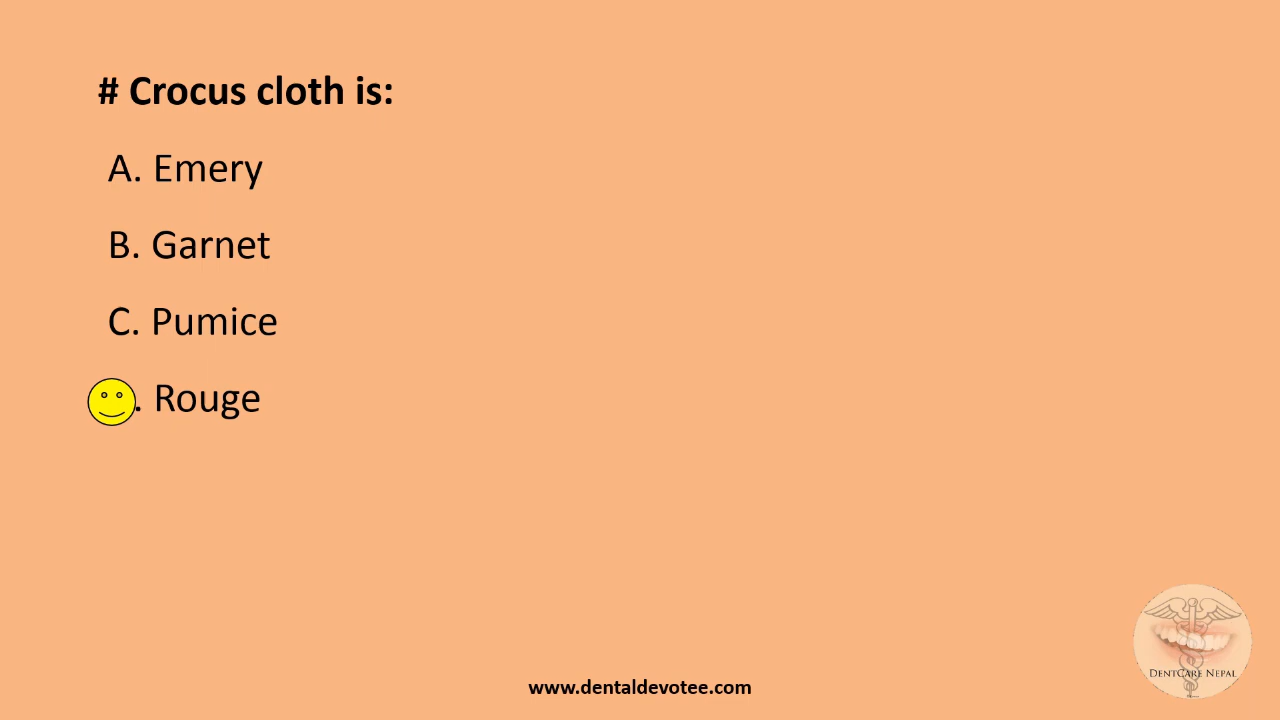 # Crocus cloth is:
A. Emery
B. Garnet
C. Pumice
. Rouge
DENTCARE NEPAL
www.dentaldevotee.com